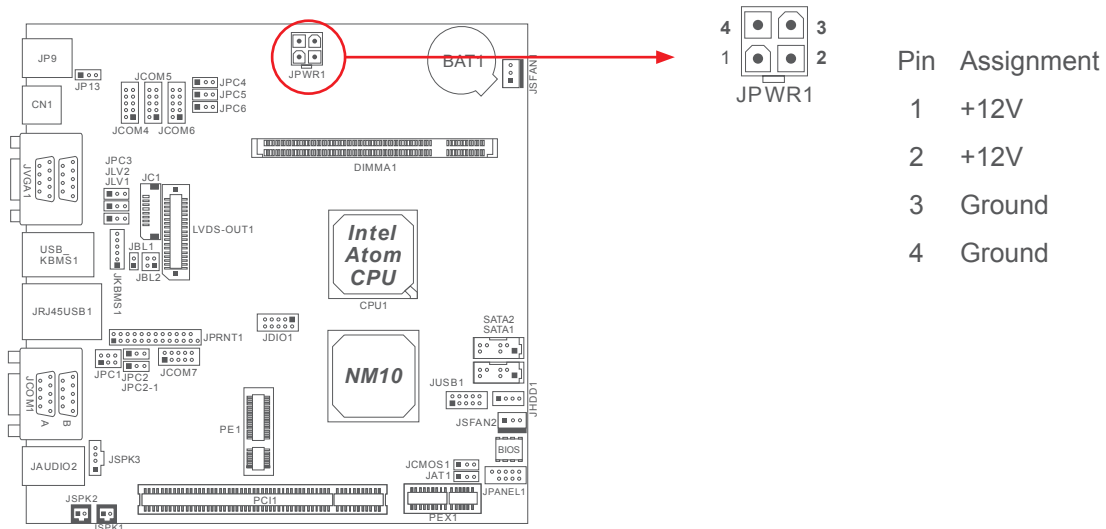 JP9
JP13
CN1
JCOM5
JCOM4
JCOM6
JPC4
JPC5
JPC6
JPWR1
BAT1
JSFAN1
DIMMA1
JVGA1
JPC3
JLV2
JLV1
JC1
LVDS-OUT1
JBL1
JBL2
JKBMS1
USB_
KBMS1
Intel
Atom
CPU
CPU1
JRJ45USB1
JPRNT1
JDIO1
JPC1
JPC2
JPC2-1
JCOM7
NM10
SATA2
SATA1
JUSB1
JHDD1
JSFAN2
BIOS
JCOM1
A
B
PE1
JCMOS1
JAT1
JPANEL1
JAUDIO2
JSPK3
JSPK2
JSPK1
PCI1
PEX1
4 3
1 2
JPWR1
Pin Assignment
1 +12V
2 +12V
3 Ground
4 Ground